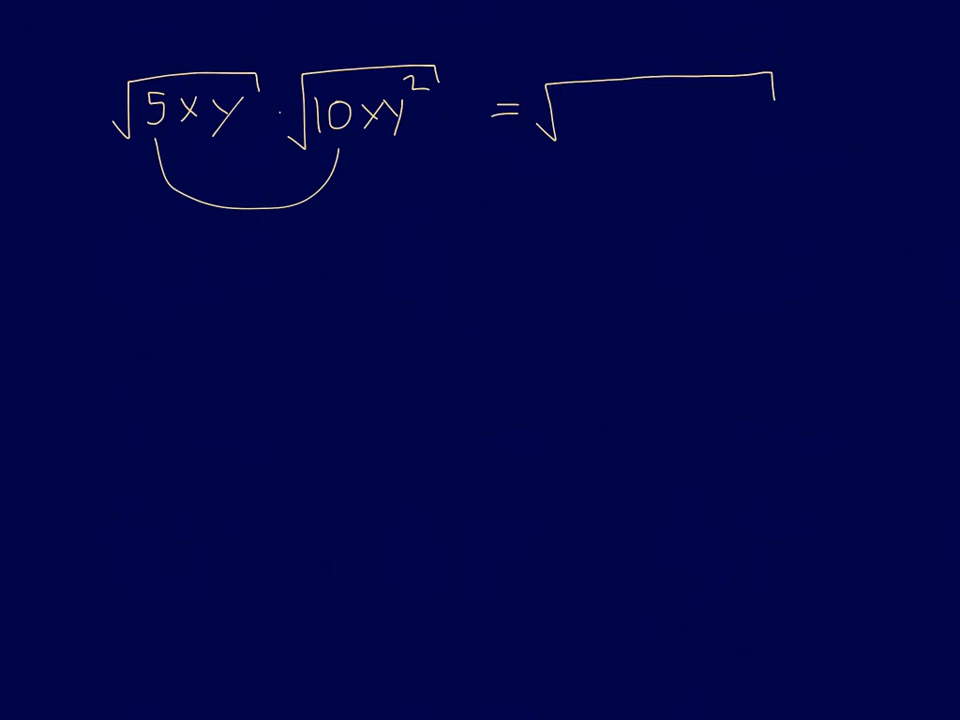 √5xy · √10xy² = √